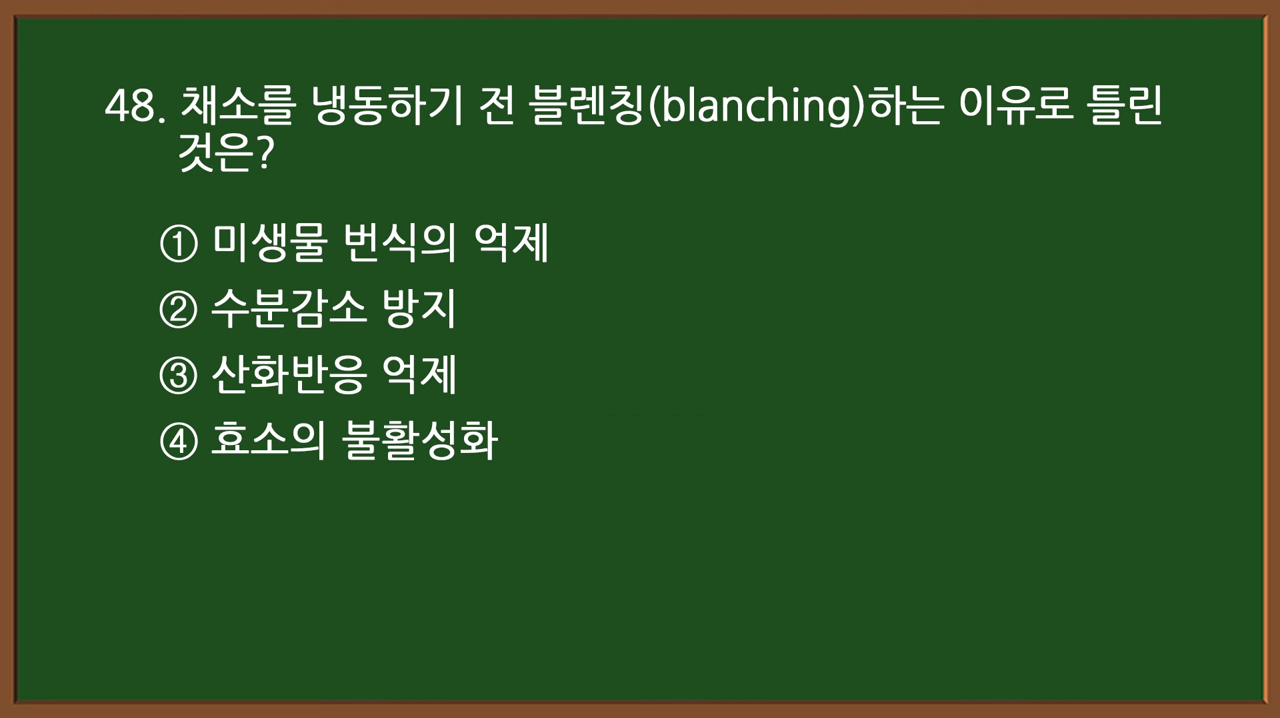 48. 채소를 냉동하기 전 블렌칭(blanching)하는 이유로 틀린
것은?
① 미생물 번식의 억제
② 수분감소 방지
③ 산화반응 억제
④ 효소의 불활성화